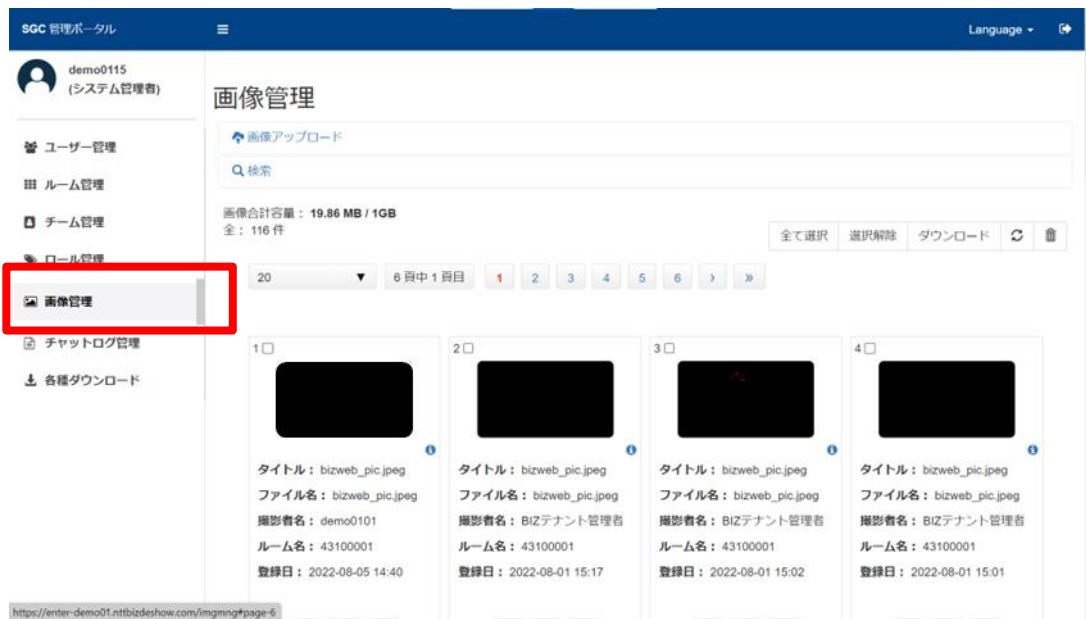 SGC 管理ポータル
Language
demo0115
(システム管理者)
画像管理
画像アップロード
検索
ユーザー管理
ルーム管理
チーム管理
ロール管理
画像管理
チャットログ管理
各種ダウンロード
画像合計容量： 19.86 MB / 1GB
全： 116 件
全て選択 選択解除 ダウンロード
20 ▼ 6 頁中 1 頁目 1 2 3 4 5 6 › »
1 2 3 4
タイトル： bizweb_pic.jpeg
ファイル名： bizweb_pic.jpeg
撮影者名： demo0101
ルーム名： 43100001
登録日： 2022-08-05 14:40
タイトル： bizweb_pic.jpeg
ファイル名： bizweb_pic.jpeg
撮影者名： BIZテナント管理者
ルーム名： 43100001
登録日： 2022-08-01 15:17
タイトル： bizweb_pic.jpeg
ファイル名： bizweb_pic.jpeg
撮影者名： BIZテナント管理者
ルーム名： 43100001
登録日： 2022-08-01 15:02
タイトル： bizweb_pic.jpeg
ファイル名： bizweb_pic.jpeg
撮影者名： BIZテナント管理者
ルーム名： 43100001
登録日： 2022-08-01 15:01
https://enter-demo01.nttbizdeshow.com/imgmng#page-6